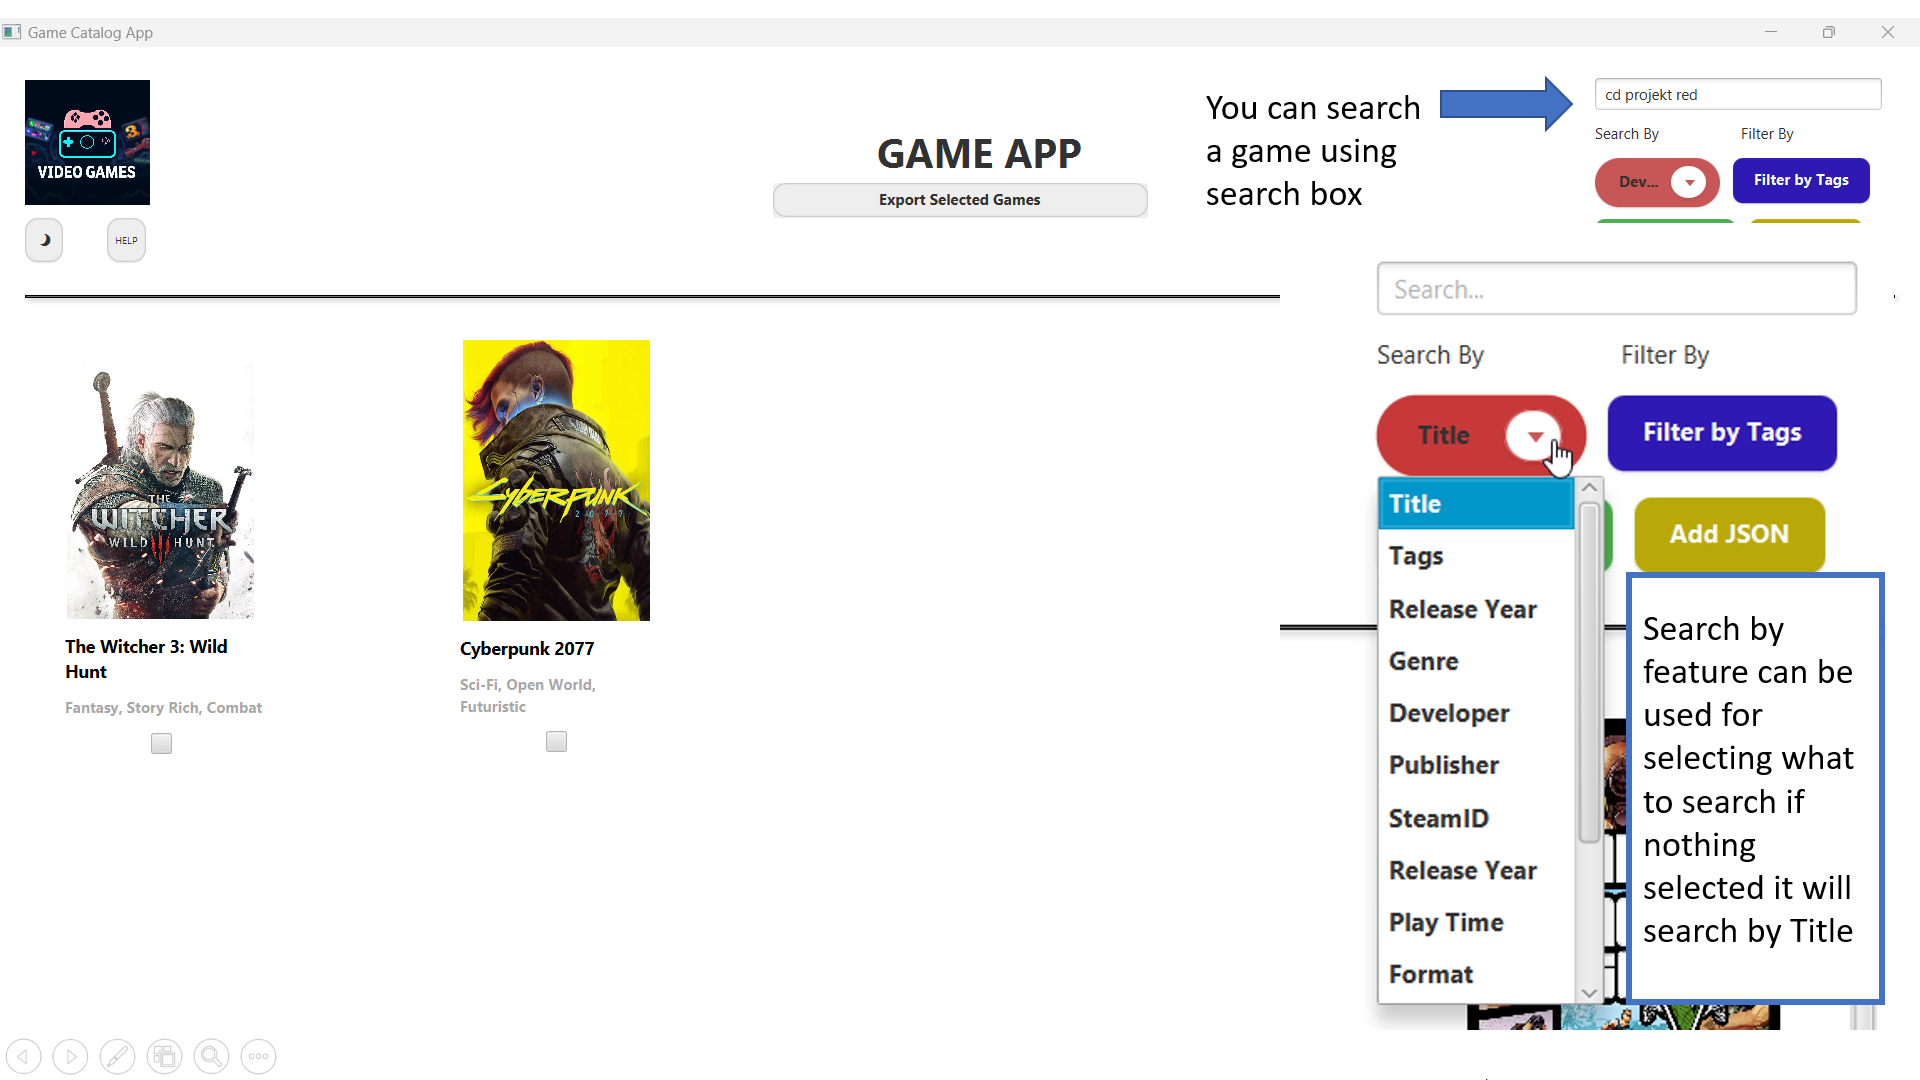 Game Catalog App
VIDEO GAMES
HELP
GAME APP
Export Selected Games
You can search
a game using
search box
cd projekt red
Search By
Filter By
Dev...
Filter by Tags
Search...
Search By
Filter By
Title
Filter by Tags
Add JSON
Title
Tags
Release Year
Genre
Developer
Publisher
SteamID
Release Year
Play Time
Format
Search by
feature can be
used for
selecting what
to search if
nothing
selected it will
search by Title
THE
WITCHER
WILD HUNT
The Witcher 3: Wild
Hunt
Fantasy, Story Rich, Combat
CYBERPUNK
2077
Cyberpunk 2077
Sci-Fi, Open World,
Futuristic